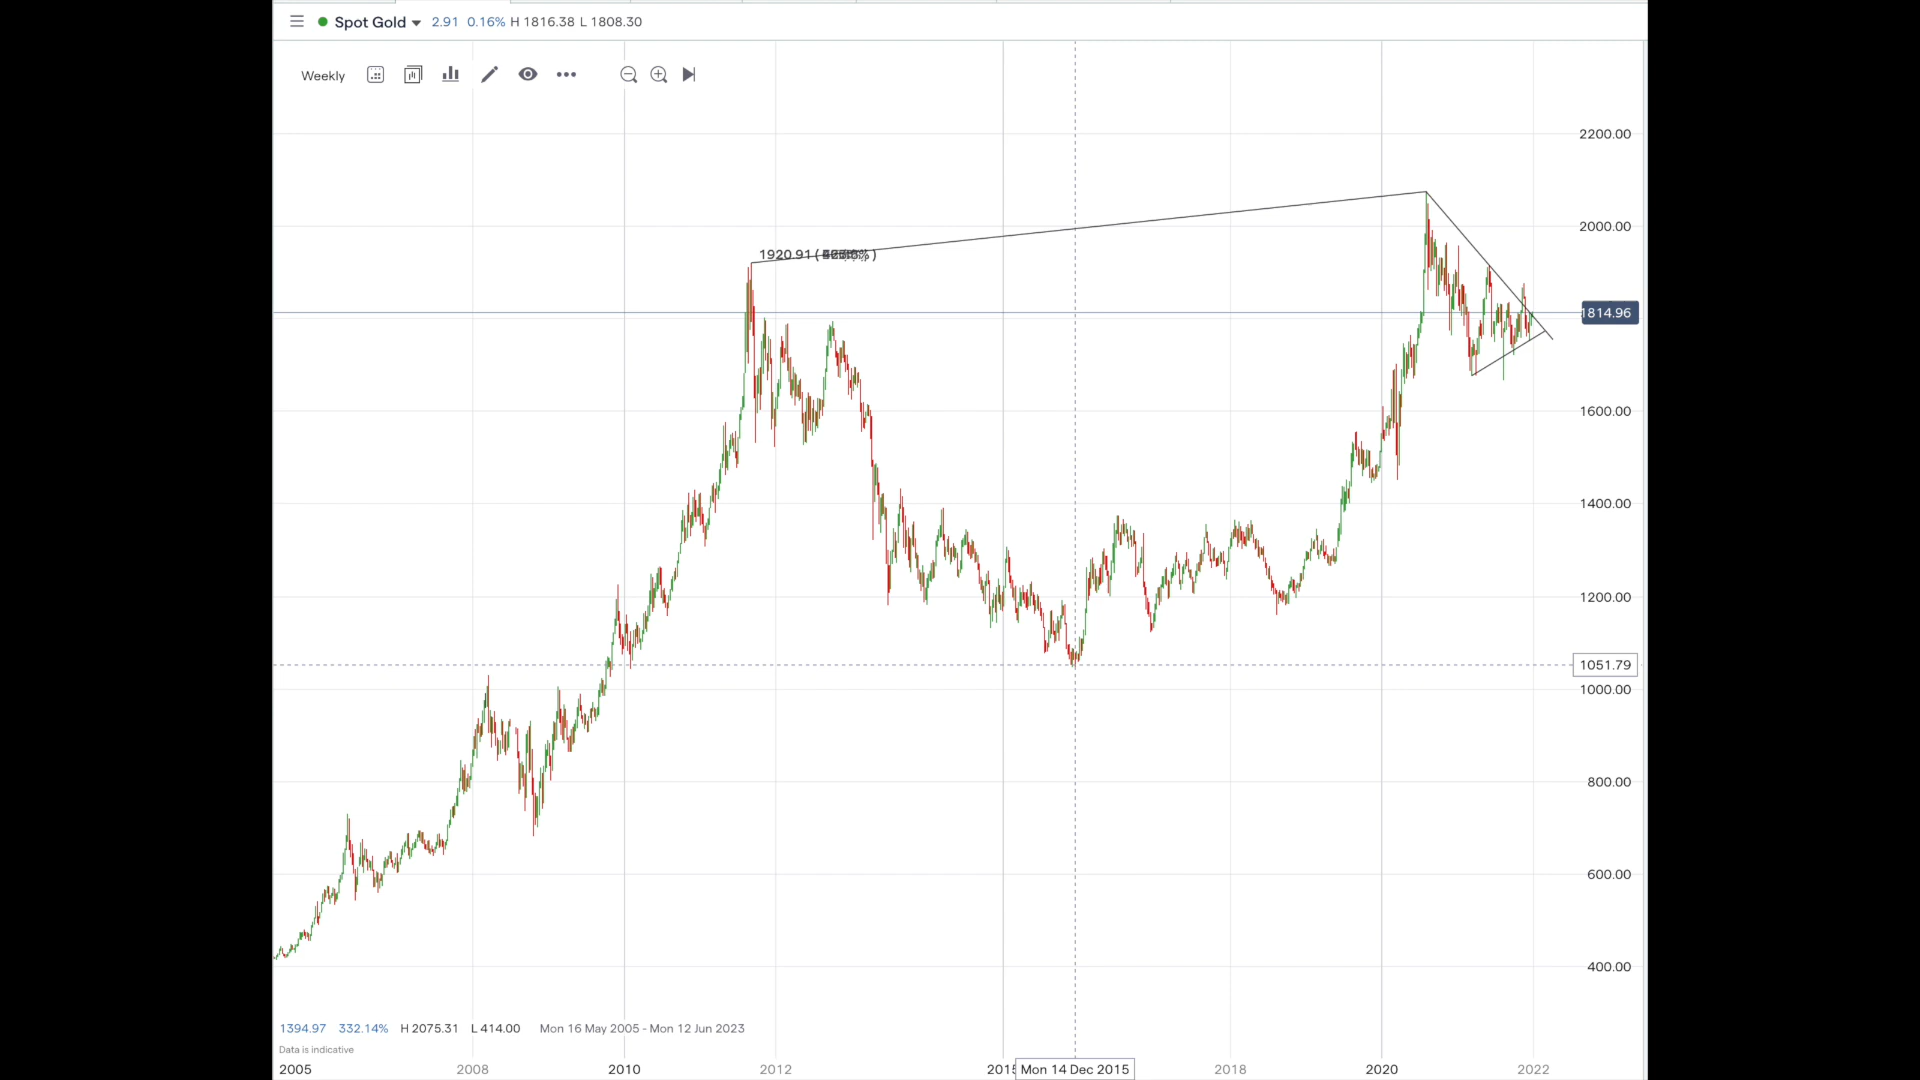 Spot Gold 2.91 0.16% H 1816.38 L 1808.30
Weekly
2200.00
2000.00
1920.91 (
%)
1814.96
1600.00
1400.00
1200.00
1051.79
1000.00
800.00
600.00
400.00
1394.97 332.14% H 2075.31 L 414.00 Mon 16 May 2005 - Mon 12 Jun 2023
Data is indicative
2005 2008 2010 2012 2015 Mon 14 Dec 2015 2018 2020 2022